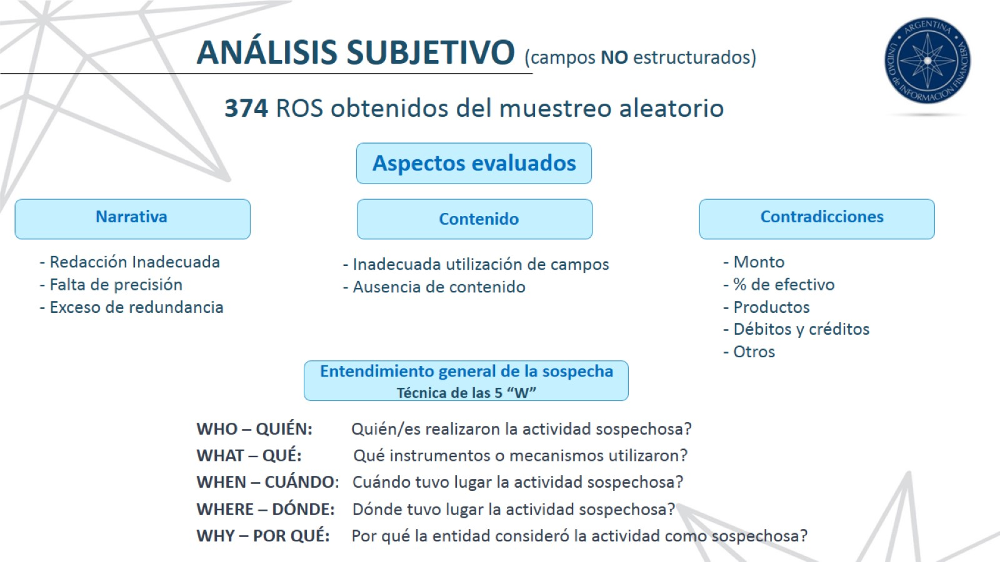 ANÁLISIS SUBJETIVO (campos NO estructurados)
ARGENTINA
UNIDAD de INFORMACION FINANCIERA
374 ROS obtenidos del muestreo aleatorio
Aspectos evaluados
Narrativa
- Redacción Inadecuada
- Falta de precisión
- Exceso de redundancia
Contenido
- Inadecuada utilización de campos
- Ausencia de contenido
Contradicciones
- Monto
- % de efectivo
- Productos
- Débitos y créditos
- Otros
Entendimiento general de la sospecha
Técnica de las 5 “W”
WHO – QUIÉN: Quién/es realizaron la actividad sospechosa?
WHAT – QUÉ: Qué instrumentos o mecanismos utilizaron?
WHEN – CUÁNDO: Cuándo tuvo lugar la actividad sospechosa?
WHERE – DÓNDE: Dónde tuvo lugar la actividad sospechosa?
WHY – POR QUÉ: Por qué la entidad consideró la actividad como sospechosa?